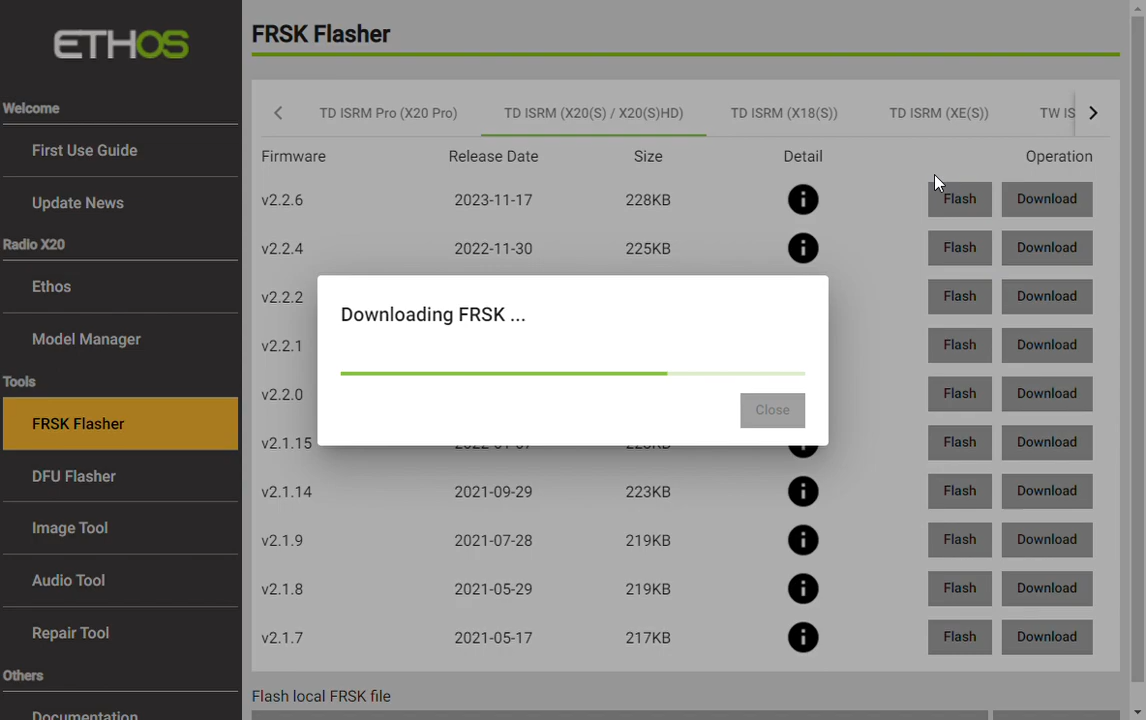 ETHOS
Welcome
First Use Guide
Update News
Radio X20
Ethos
Model Manager
Tools
FRSK Flasher
DFU Flasher
Image Tool
Audio Tool
Repair Tool
Others
Documentation
FRSK Flasher
TD ISRM Pro (X20 Pro) TD ISRM (X20(S) / X20(S)HD) TD ISRM (X18(S)) TD ISRM (XE(S)) TW IS
Firmware Release Date Size Detail Operation
v2.2.6 2023-11-17 228KB Flash Download
v2.2.4 2022-11-30 225KB Flash Download
v2.2.2 Flash Download
v2.2.1 Flash Download
v2.2.0 Flash Download
v2.1.15 Flash Download
v2.1.14 2021-09-29 223KB Flash Download
v2.1.9 2021-07-28 219KB Flash Download
v2.1.8 2021-05-29 219KB Flash Download
v2.1.7 2021-05-17 217KB Flash Download
Downloading FRSK ...
Close
Flash local FRSK file